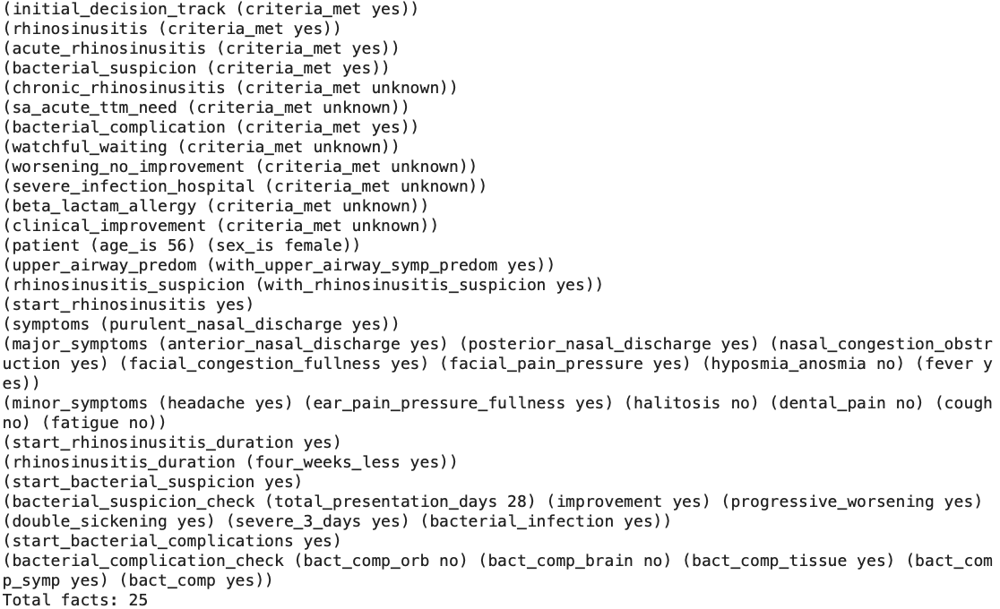 (initial_decision_track (criteria_met yes))
(rhinosinusitis (criteria_met yes))
(acute_rhinosinusitis (criteria_met yes))
(bacterial_suspicion (criteria_met yes))
(chronic_rhinosinusitis (criteria_met unknown))
(sa_acute_ttm_need (criteria_met unknown))
(bacterial_complication (criteria_met yes))
(watchful_waiting (criteria_met unknown))
(worsening_no_improvement (criteria_met unknown))
(severe_infection_hospital (criteria_met unknown))
(beta_lactam_allergy (criteria_met unknown))
(clinical_improvement (criteria_met unknown))
(patient (age_is 56) (sex_is female))
(upper_airway_predom (with_upper_airway_symp_predom yes))
(rhinosinusitis_suspicion (with_rhinosinusitis_suspicion yes))
(start_rhinosinusitis yes)
(symptoms (purulent_nasal_discharge yes))
(major_symptoms (anterior_nasal_discharge yes) (posterior_nasal_discharge yes) (nasal_congestion_obstr
uction yes) (facial_congestion_fullness yes) (facial_pain_pressure yes) (hyposmia_anosmia no) (fever y
es))
(minor_symptoms (headache yes) (ear_pain_pressure_fullness yes) (halitosis no) (dental_pain no) (cough
no) (fatigue no))
(start_rhinosinusitis_duration yes)
(rhinosinusitis_duration (four_weeks_less yes))
(start_bacterial_suspicion yes)
(bacterial_suspicion_check (total_presentation_days 28) (improvement yes) (progressive_worsening yes)
(double_sickening yes) (severe_3_days yes) (bacterial_infection yes))
(start_bacterial_complications yes)
(bacterial_complication_check (bact_comp_orb no) (bact_comp_brain no) (bact_comp_tissue yes) (bact_com
p_symp yes) (bact_comp yes))
Total facts: 25